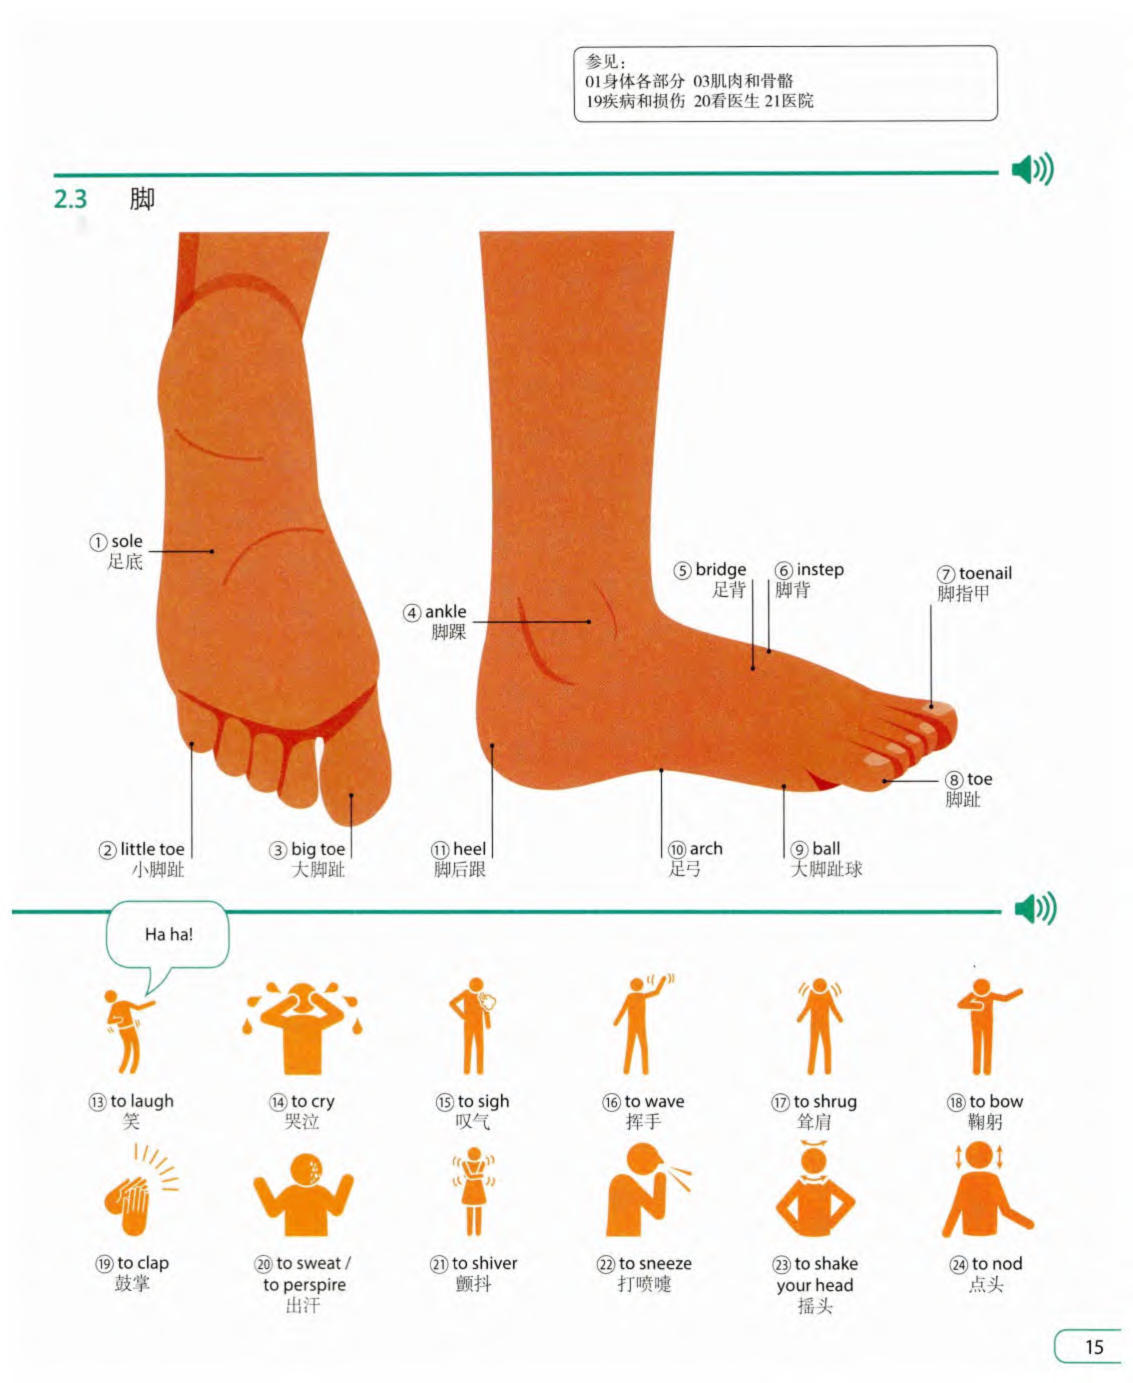 参见：
01身体各部分 03肌肉和骨骼
19疾病和损伤 20看医生 21医院
2.3 脚
① sole
足底
② little toe
小脚趾
③ big toe
大脚趾
④ ankle
脚踝
⑤ bridge
足背
⑥ instep
脚背
⑦ toenail
脚指甲
⑧ toe
脚趾
⑪ heel
脚后跟
⑩ arch
足弓
⑨ ball
大脚趾球
Ha ha!
⑬ to laugh
笑
⑭ to cry
哭泣
⑮ to sigh
叹气
⑯ to wave
挥手
⑰ to shrug
耸肩
⑱ to bow
鞠躬
⑲ to clap
鼓掌
⑳ to sweat /
to perspire
出汗
㉑ to shiver
颤抖
㉒ to sneeze
打喷嚏
㉓ to shake
your head
摇头
㉔ to nod
点头
15